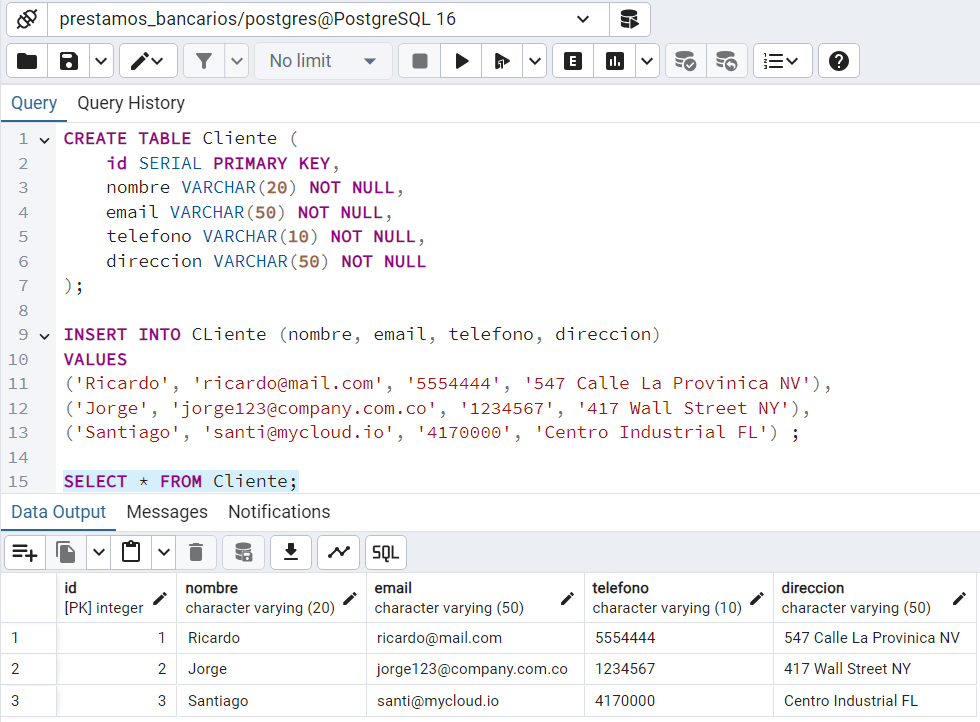 prestamos_bancarios/postgres@PostgreSQL 16
No limit
E
Query Query History
1 CREATE TABLE Cliente (
2 id SERIAL PRIMARY KEY,
3 nombre VARCHAR(20) NOT NULL,
4 email VARCHAR(50) NOT NULL,
5 telefono VARCHAR(10) NOT NULL,
6 direccion VARCHAR(50) NOT NULL
7 );
8
9 INSERT INTO CLiente (nombre, email, telefono, direccion)
10 VALUES
11 ('Ricardo', 'ricardo@mail.com', '5554444', '547 Calle La Provinica NV'),
12 ('Jorge', 'jorge123@company.com.co', '1234567', '417 Wall Street NY'),
13 ('Santiago', 'santi@mycloud.io', '4170000', 'Centro Industrial FL') ;
14
15 SELECT * FROM Cliente;
Data Output Messages Notifications
SQL
id nombre email telefono direccion
[PK] integer character varying (20) character varying (50) character varying (10) character varying (50)
1 1 Ricardo ricardo@mail.com 5554444 547 Calle La Provinica NV
2 2 Jorge jorge123@company.com.co 1234567 417 Wall Street NY
3 3 Santiago santi@mycloud.io 4170000 Centro Industrial FL